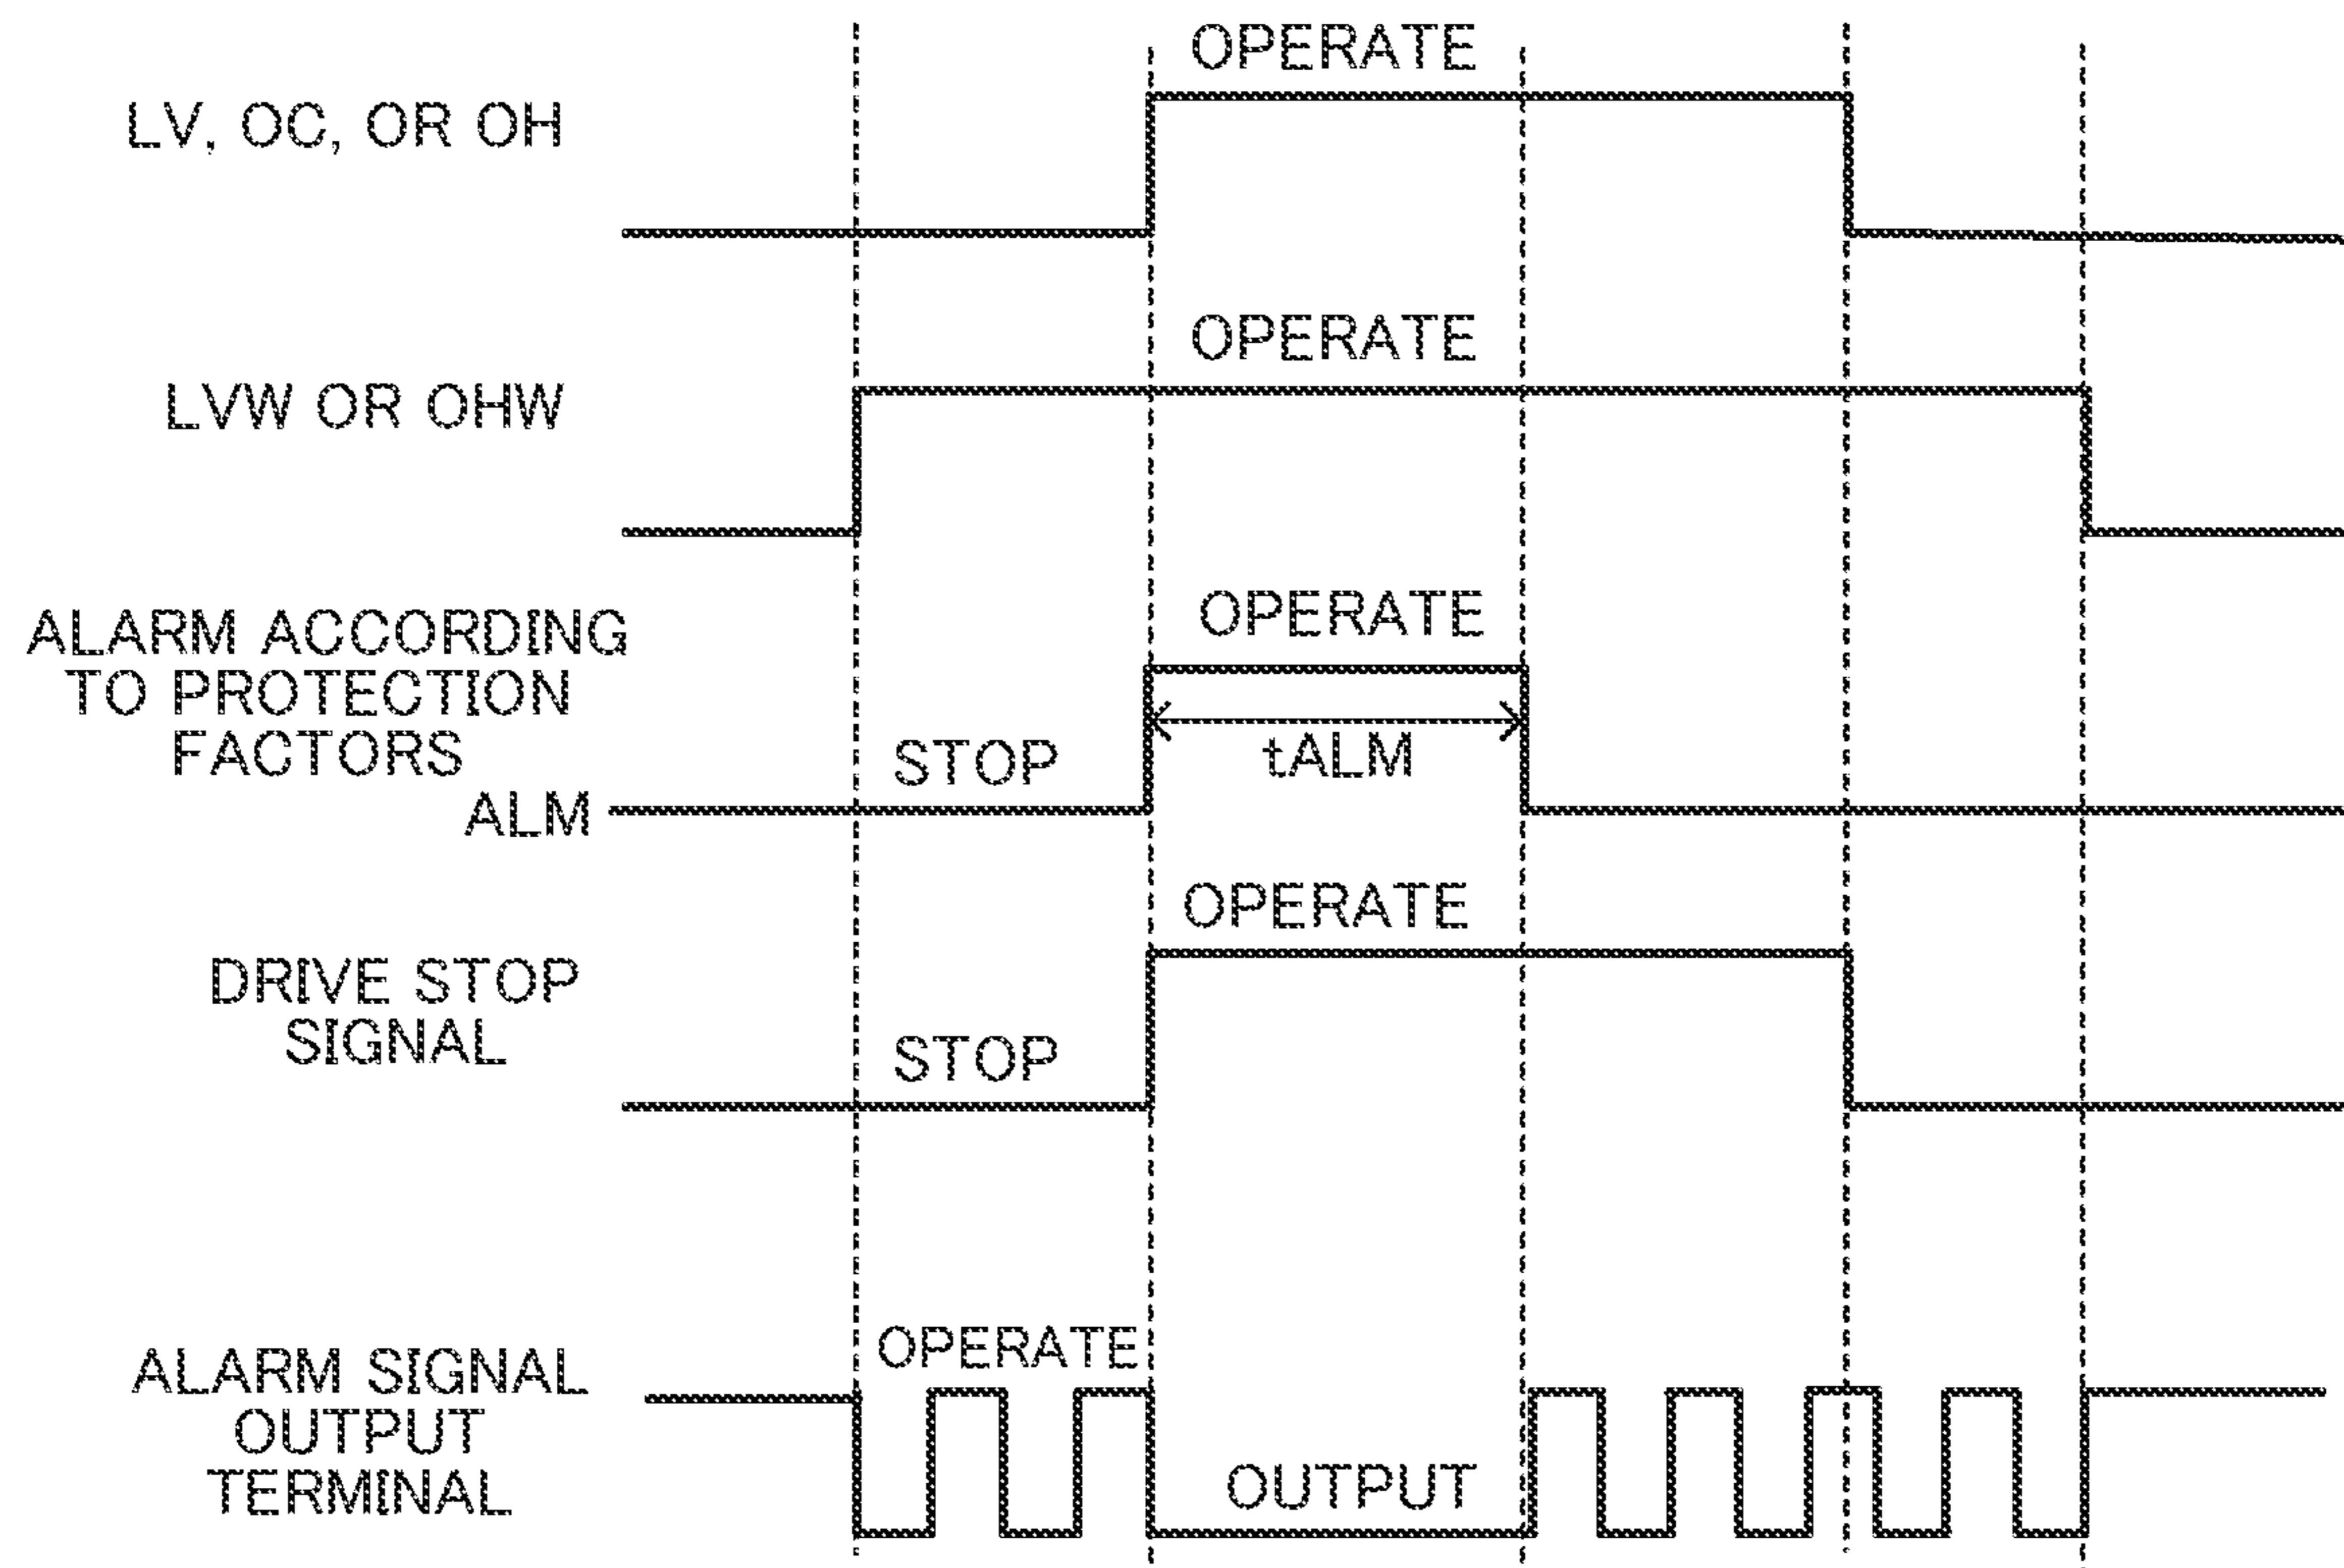 OPERATE
LV, OC, OR OH
OPERATE
LVW OR OHW
OPERATE
ALARM ACCORDING
TO PROTECTION
FACTORS
STOP
tALM
ALM
OPERATE
DRIVE STOP
SIGNAL
STOP
OPERATE
ALARM SIGNAL
OUTPUT
TERMINAL
OUTPUT